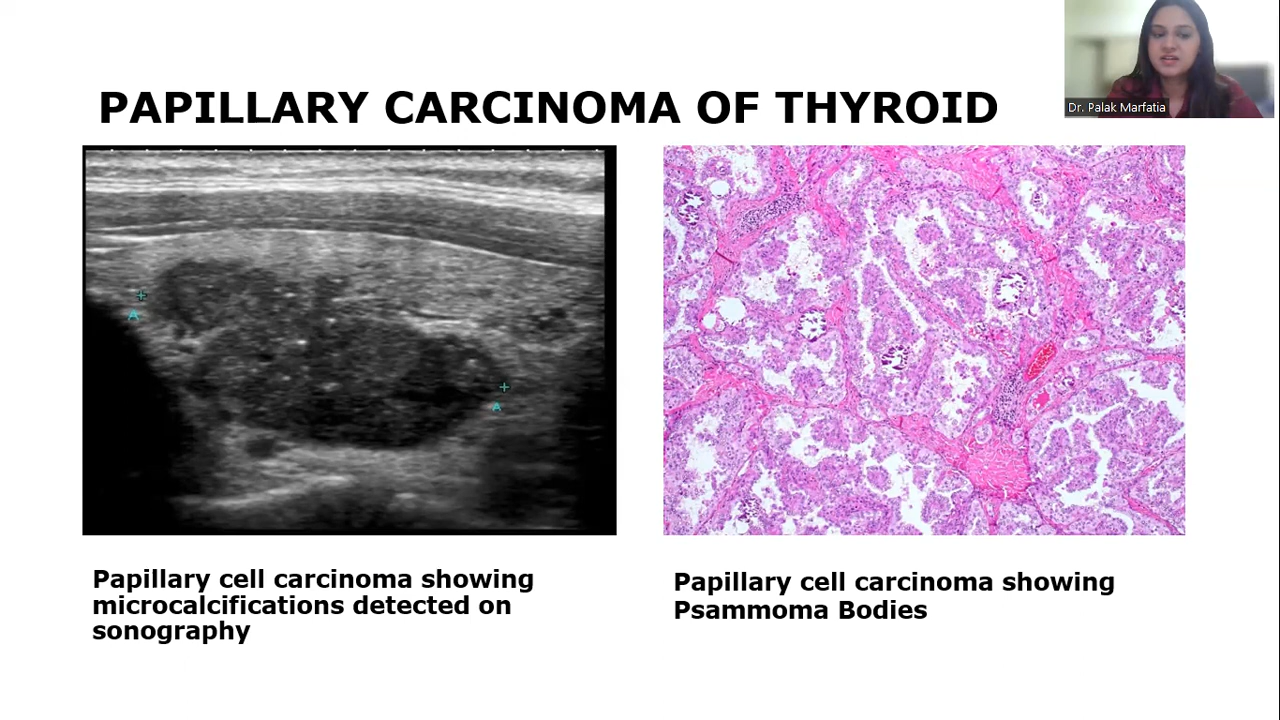 Dr. Palak Marfatia
PAPILLARY CARCINOMA OF THYROID
A
A
Papillary cell carcinoma showing
microcalcifications detected on
sonography
Papillary cell carcinoma showing
Psammoma Bodies